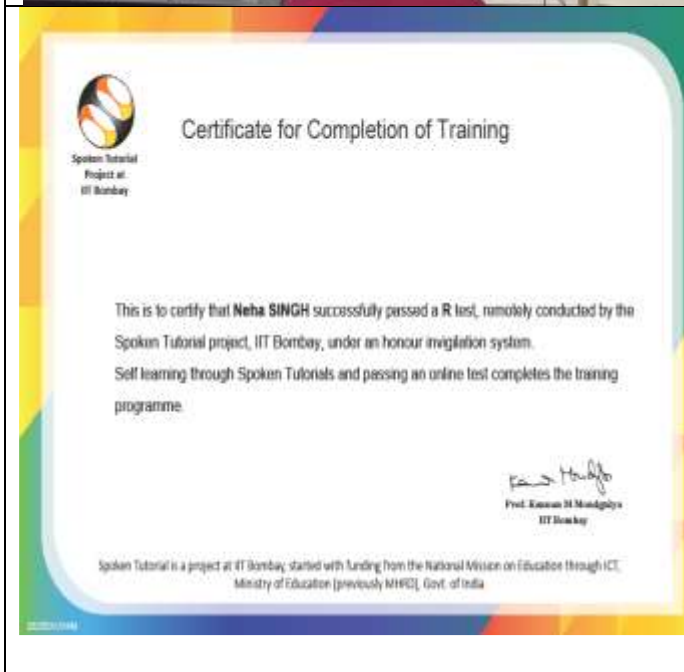 Spoken Tutorial
Project at
IIT Bombay
Certificate for Completion of Training
This is to certify that Neha SINGH successfully passed a R test, remotely conducted by the
Spoken Tutorial project, IIT Bombay, under an honour invigilation system.
Self learning through Spoken Tutorials and passing an online test completes the training
programme.
Prof. Kannan M Moudgalya
IIT Bombay
Spoken Tutorial is a project at IIT Bombay, started with funding from the National Mission on Education through ICT,
Ministry of Education (previously MHRD), Govt. of India